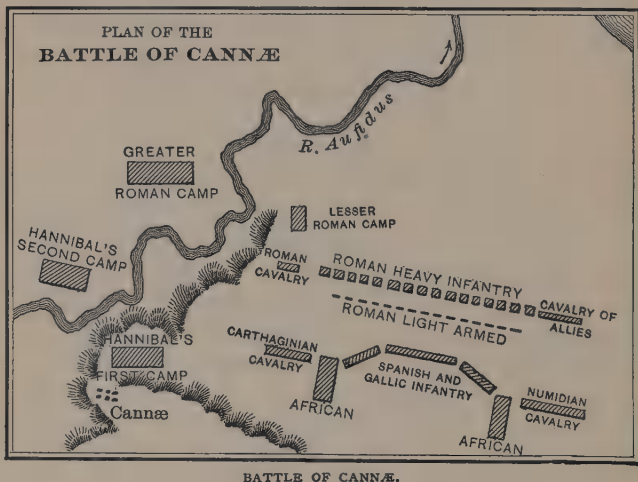 PLAN OF THE
BATTLE OF CANNÆ
R. Aufidus
GREATER
ROMAN CAMP
LESSER
ROMAN CAMP
HANNIBAL'S
SECOND CAMP
ROMAN
CAVALRY
ROMAN HEAVY INFANTRY
CAVALRY OF
ALLIES
ROMAN LIGHT ARMED
HANNIBAL'S
FIRST CAMP
CARTHAGINIAN
CAVALRY
SPANISH AND
GALLIC INFANTRY
AFRICAN
NUMIDIAN
CAVALRY
AFRICAN
Cannæ
BATTLE OF CANNÆ.